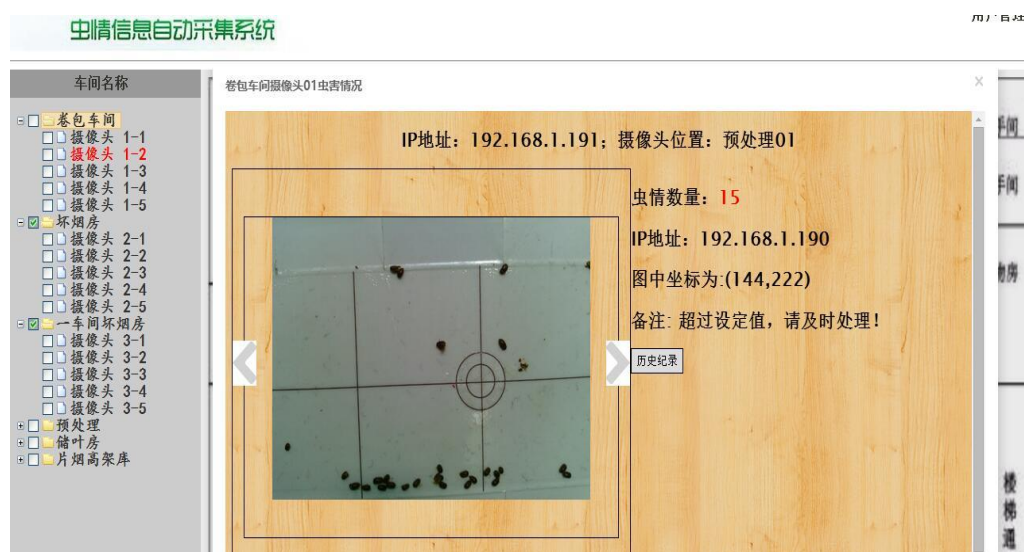 虫情信息自动采集系统
用户管理
车间名称
卷包车间摄像头01虫害情况
×
卷包车间
摄像头 1-1
摄像头 1-2
摄像头 1-3
摄像头 1-4
摄像头 1-5
坏烟房
摄像头 2-1
摄像头 2-2
摄像头 2-3
摄像头 2-4
摄像头 2-5
一车间坏烟房
摄像头 3-1
摄像头 3-2
摄像头 3-3
摄像头 3-4
摄像头 3-5
预处理
储叶房
片烟高架库
IP地址：192.168.1.191；摄像头位置：预处理01
虫情数量：15
IP地址：192.168.1.190
图中坐标为:(144,222)
备注: 超过设定值，请及时处理！
历史纪录
楼
梯
通